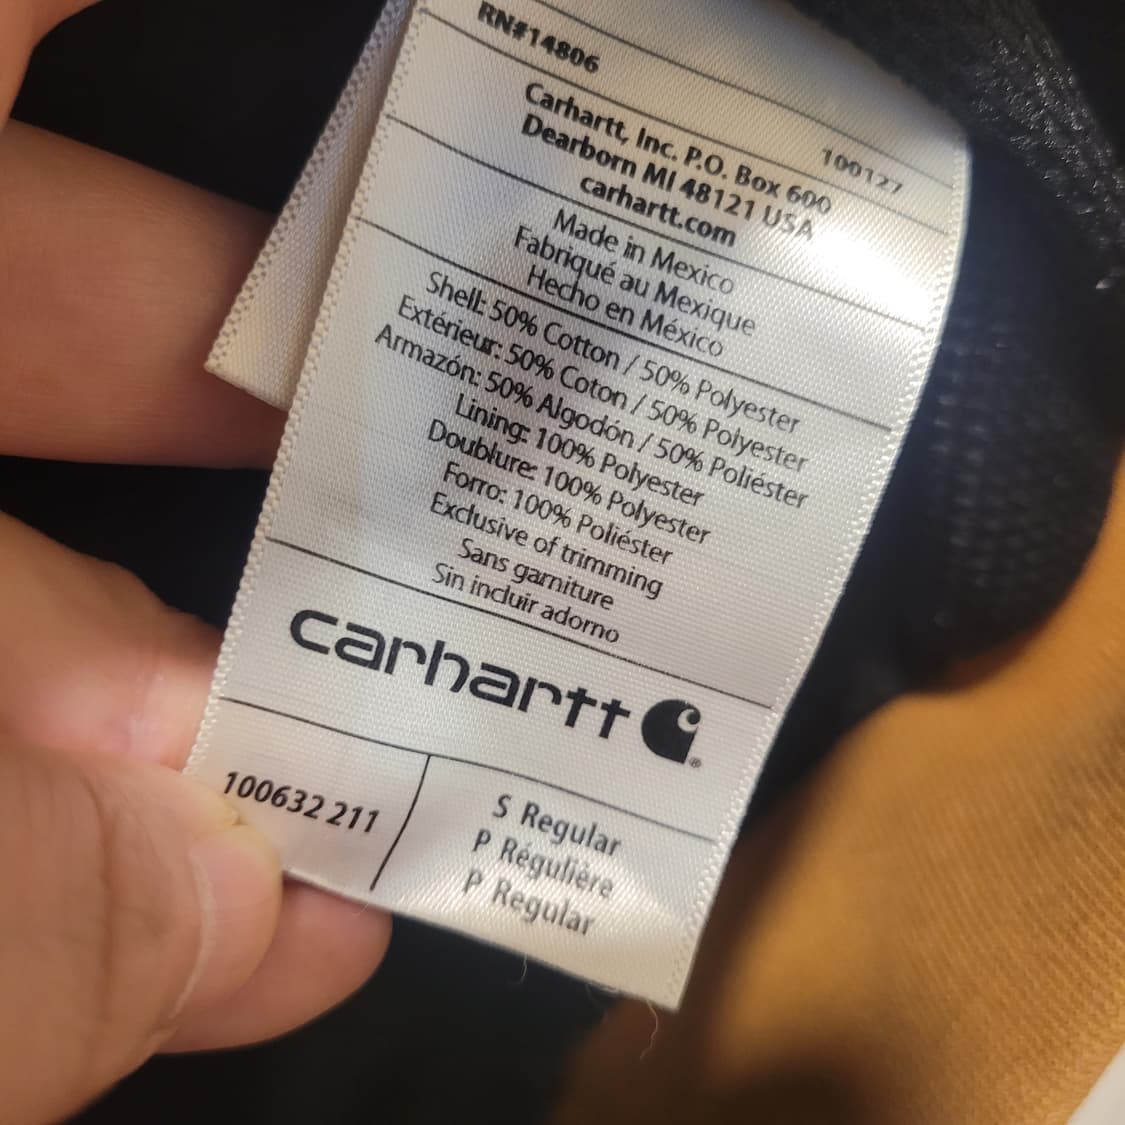 RN#14806
100127
Carhartt, Inc. P.O. Box 600
Dearborn MI 48121 USA
carhartt.com
Made in Mexico
Fabriqué au Mexique
Hecho en México
Shell: 50% Cotton / 50% Polyester
Extérieur: 50% Coton / 50% Polyester
Armazón: 50% Algodón / 50% Poliéster
Lining: 100% Polyester
Doublure: 100% Polyester
Forro: 100% Poliéster
Exclusive of trimming
Sans garniture
Sin incluir adorno
carhartt
100632 211
S Regular
P Régulière
P Regular